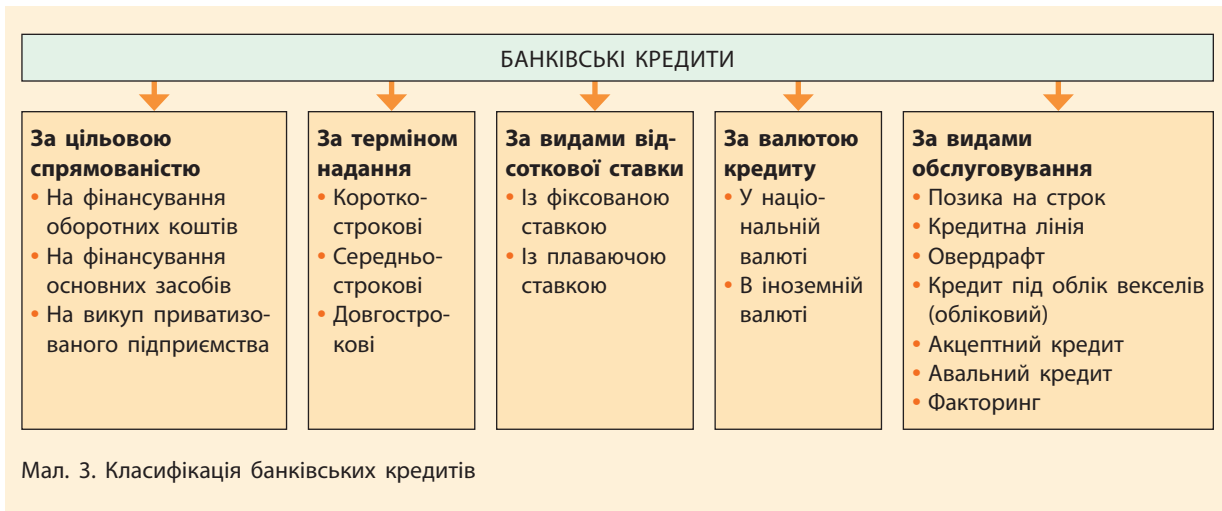 БАНКІВСЬКІ КРЕДИТИ
За цільовою
спрямованістю
• На фінансування
оборотних коштів
• На фінансування
основних засобів
• На викуп приватизо-
ваного підприємства
За терміном
надання
• Коротко-
строкові
• Середньо-
строкові
• Довгостро-
кові
За видами від-
соткової ставки
• Із фіксованою
ставкою
• Із плаваючою
ставкою
За валютою
кредиту
• У націо-
нальній
валюті
• В іноземній
валюті
За видами
обслуговування
• Позика на строк
• Кредитна лінія
• Овердрафт
• Кредит під облік векселів
(обліковий)
• Акцептний кредит
• Авальний кредит
• Факторинг
Мал. 3. Класифікація банківських кредитів